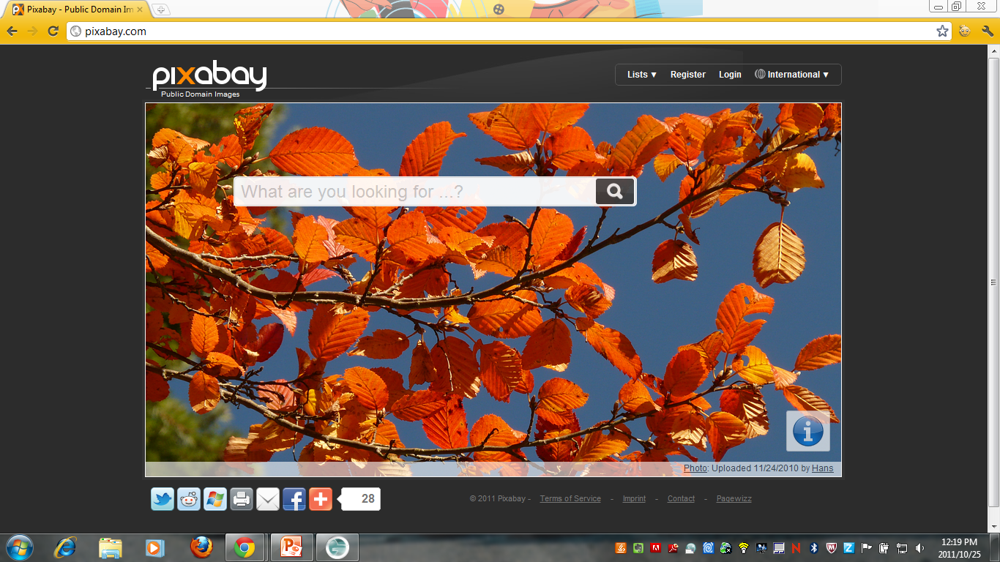 Pixabay - Public Domain Im
pixabay.com
pixabay
Public Domain Images
Lists ▼ Register Login International ▼
What are you looking for ...?
Photo: Uploaded 11/24/2010 by Hans
28
© 2011 Pixabay - Terms of Service - Imprint - Contact - Pagewizz
12:19 PM
2011/10/25